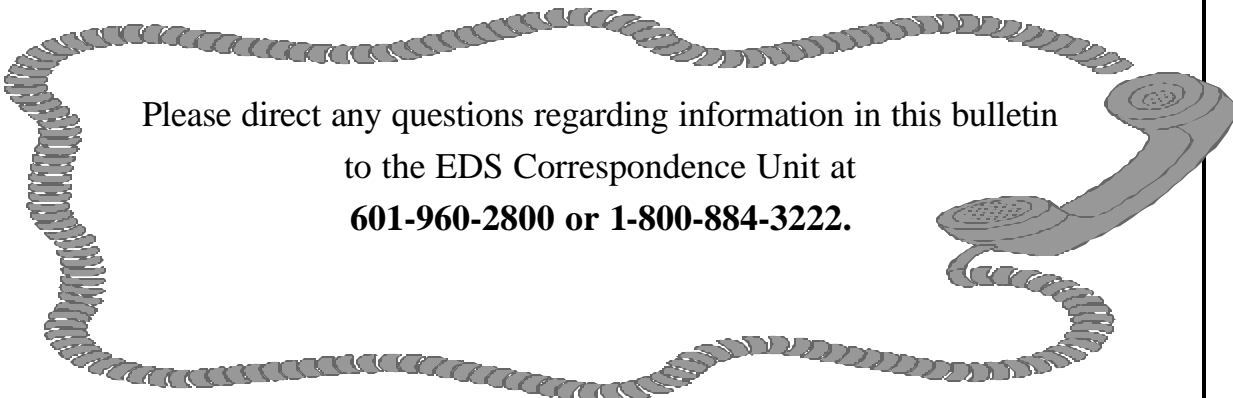 Please direct any questions regarding information in this bulletin
to the EDS Correspondence Unit at
601-960-2800 or 1-800-884-3222.